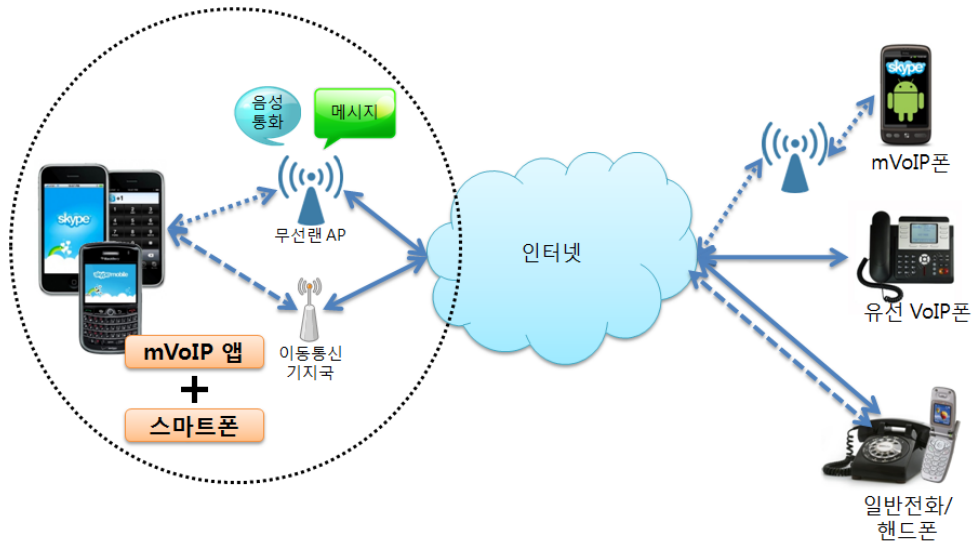 음성
통화
메시지
무선랜 AP
skype
skypemobile
이동통신
기지국
mVoIP 앱
+
스마트폰
인터넷
skype
mVoIP폰
유선 VoIP폰
일반전화/
핸드폰